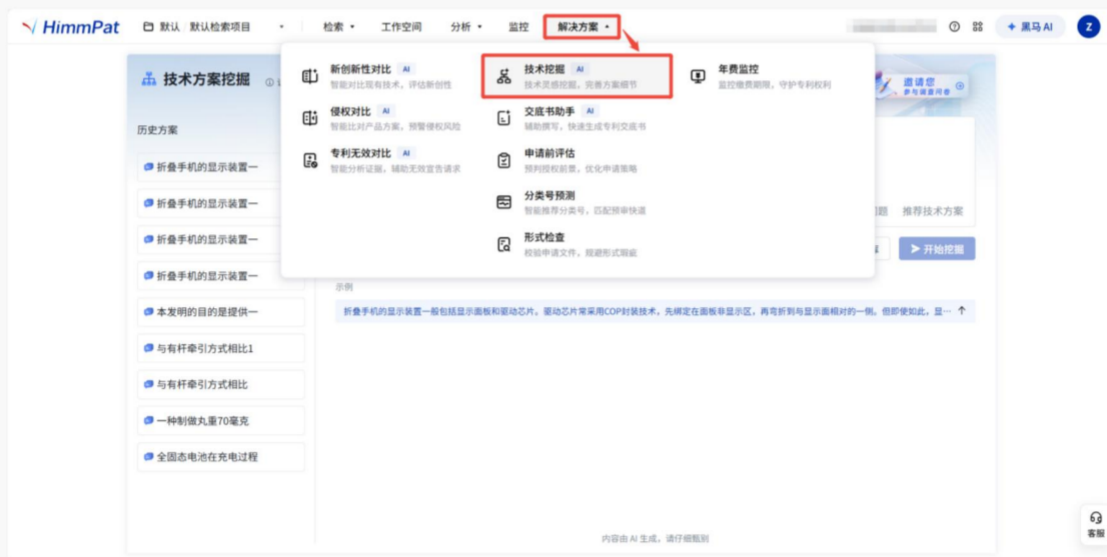 HimmPat
默认 默认检索项目
检索
工作空间
分析
监控
解决方案
黑马 AI
Z
技术方案挖掘
历史方案
折叠手机的显示装置一
折叠手机的显示装置一
折叠手机的显示装置一
折叠手机的显示装置一
本发明的目的是提供一
与有杆牵引方式相比1
与有杆牵引方式相比
一种制做丸重70毫克
全固态电池在充电过程
新创新性对比 AI
智能对比现有技术，评估新创性
侵权对比 AI
智能比对产品方案，预警侵权风险
专利无效对比 AI
智能分析证据，辅助无效宣告请求
技术挖掘 AI
技术灵感挖掘，完善方案细节
交底书助手 AI
辅助撰写，快速生成专利交底书
申请前评估
预判授权前景，优化申请策略
分类号预测
智能推荐分类号，匹配预审快道
形式检查
校验申请文件，规避形式瑕疵
年费监控
监控缴费期限，守护专利权利
邀请您
参与调查问卷
推荐技术方案
开始挖掘
示例
折叠手机的显示装置一般包括显示面板和驱动芯片。驱动芯片常采用COP封装技术，先绑定在面板非显示区，再弯折到与显示面相对的一侧。但即使如此，显…
内容由 AI 生成，请仔细甄别
客服